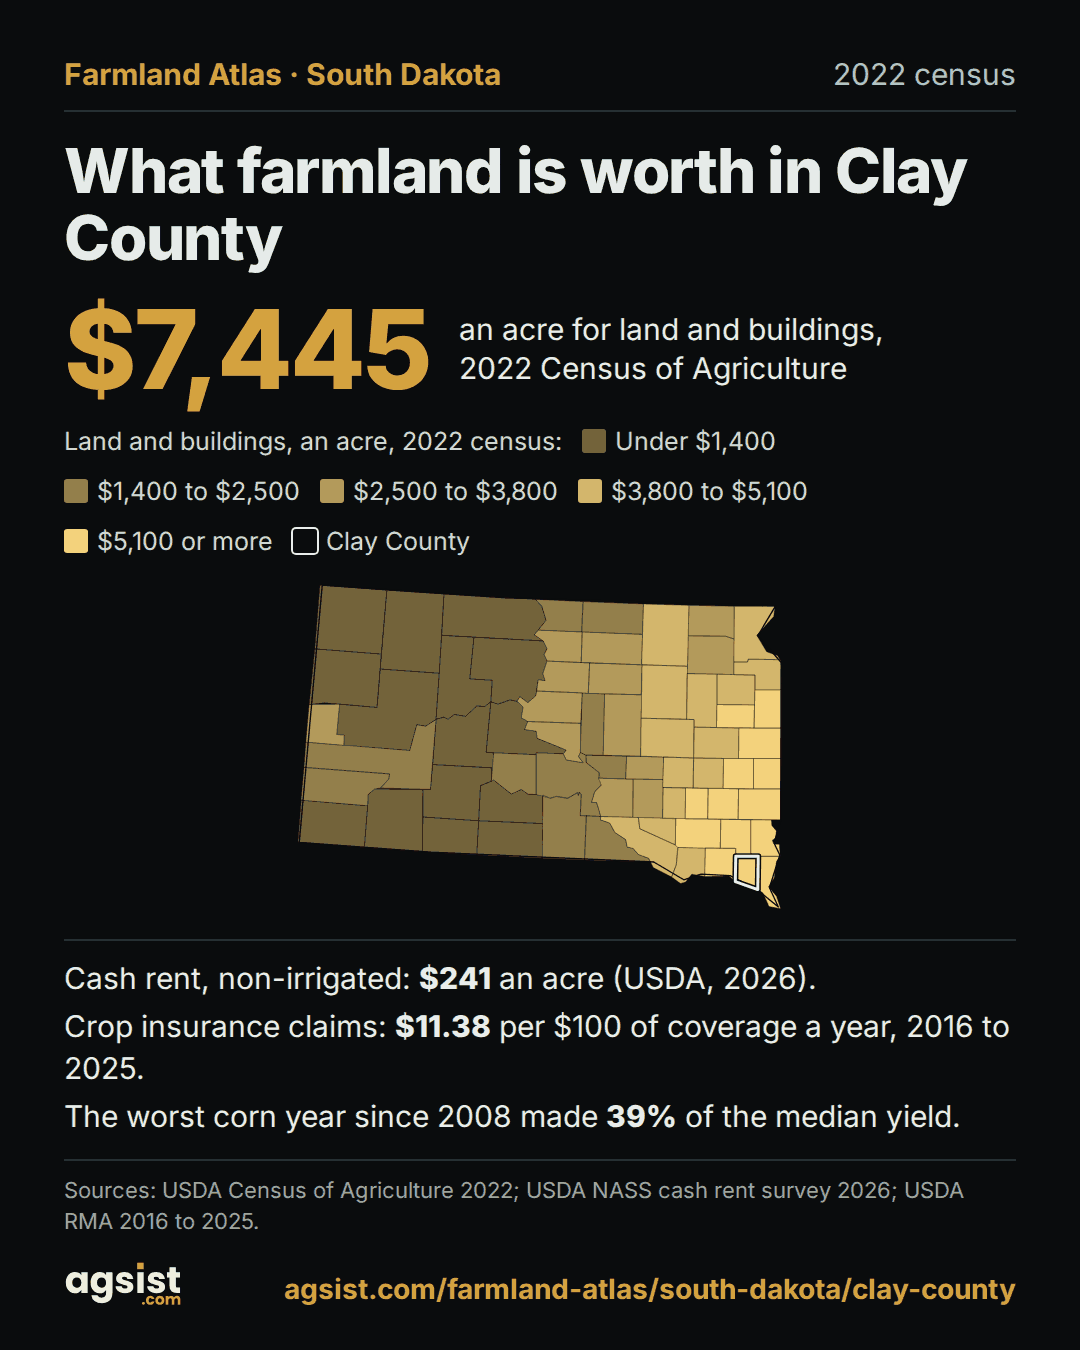 Farmland Atlas · South Dakota
2022 census
What farmland is worth in Clay
County
$7,445
an acre for land and buildings,
2022 Census of Agriculture
Land and buildings, an acre, 2022 census:
Under $1,400
$1,400 to $2,500
$2,500 to $3,800
$3,800 to $5,100
$5,100 or more
Clay County
Cash rent, non-irrigated: $241 an acre (USDA, 2026).
Crop insurance claims: $11.38 per $100 of coverage a year, 2016 to
2025.
The worst corn year since 2008 made 39% of the median yield.
Sources: USDA Census of Agriculture 2022; USDA NASS cash rent survey 2026; USDA
RMA 2016 to 2025.
agsist
.com
agsist.com/farmland-atlas/south-dakota/clay-county